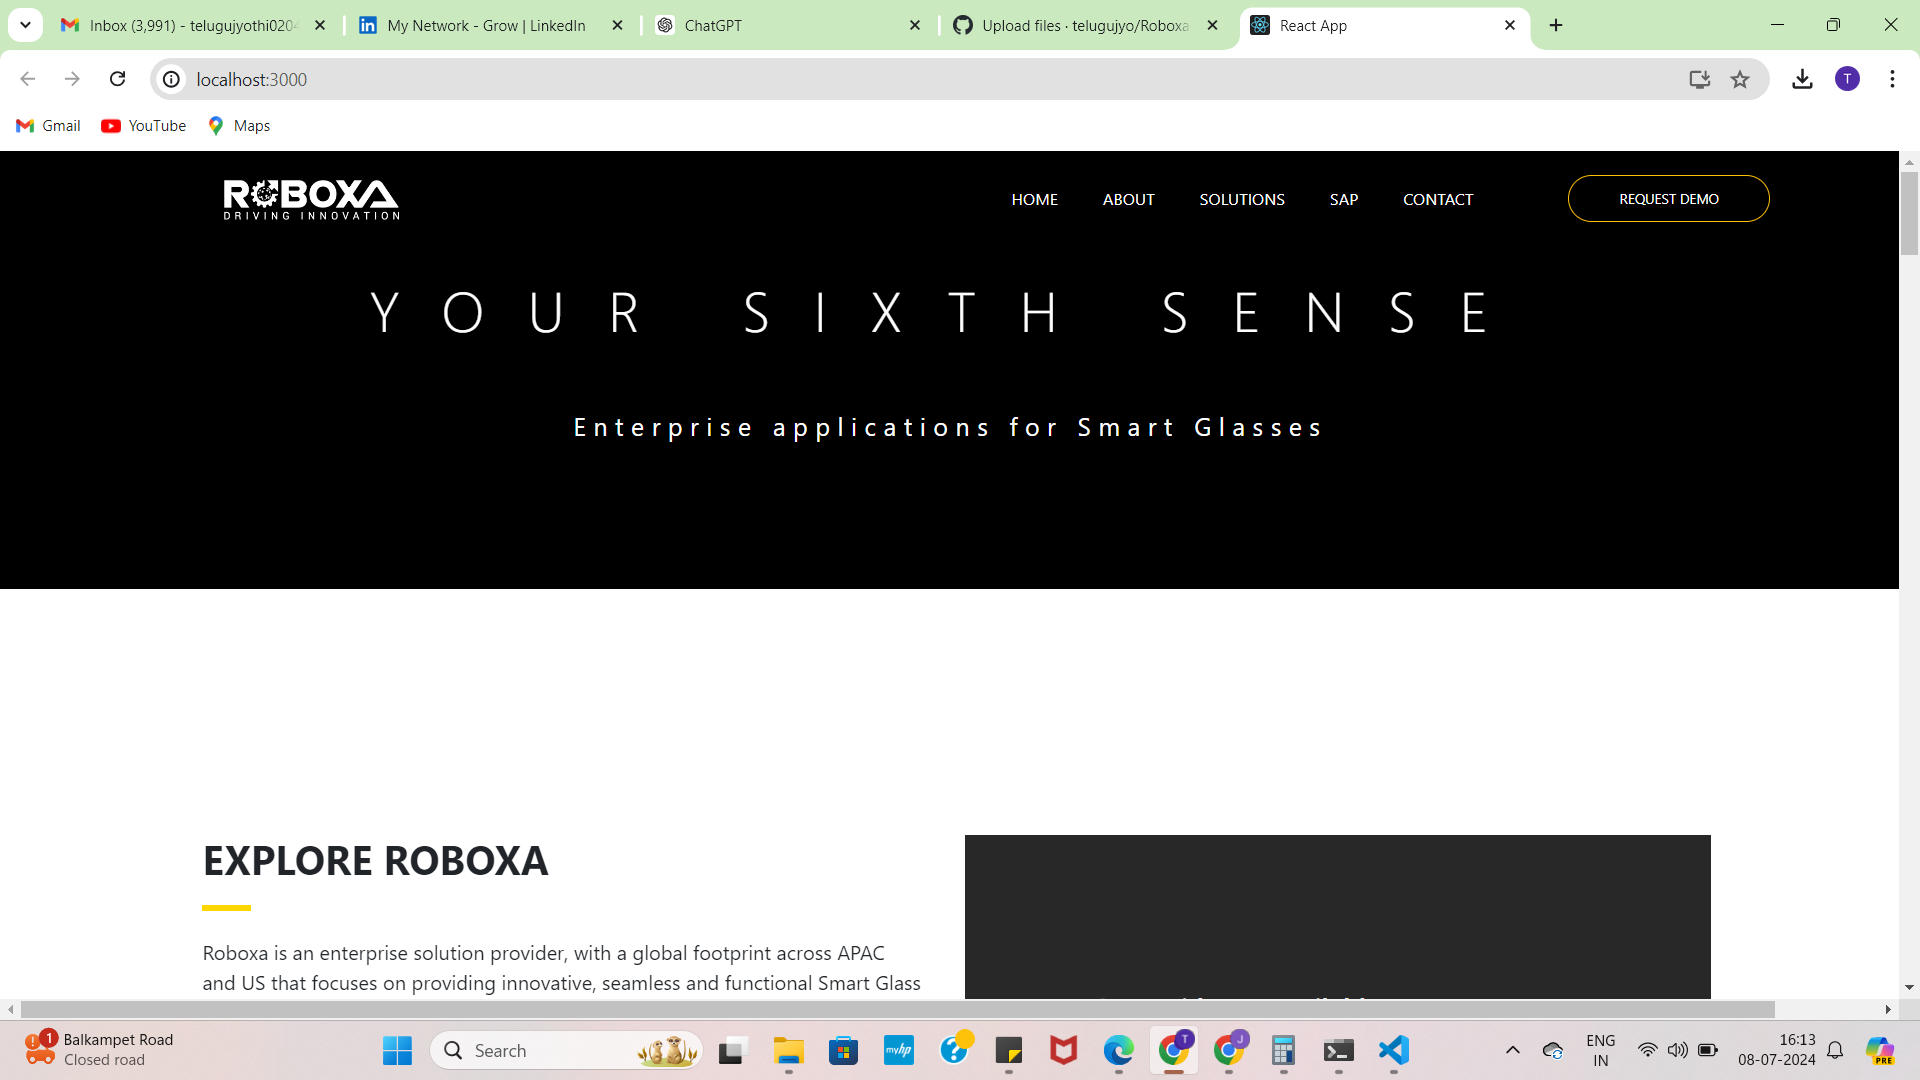 Inbox (3,991) - telugujyothi0204
My Network - Grow | LinkedIn
ChatGPT
Upload files · telugujyo/Roboxa
React App
localhost:3000
T
Gmail
YouTube
Maps
ROBOXA
DRIVING INNOVATION
HOME
ABOUT
SOLUTIONS
SAP
CONTACT
REQUEST DEMO
YOUR SIXTH SENSE
Enterprise applications for Smart Glasses
EXPLORE ROBOXA
Roboxa is an enterprise solution provider, with a global footprint across APAC
and US that focuses on providing innovative, seamless and functional Smart Glass
1
Balkampet Road
Closed road
Search
myhp
T
J
ENG
IN
16:13
08-07-2024
PRE